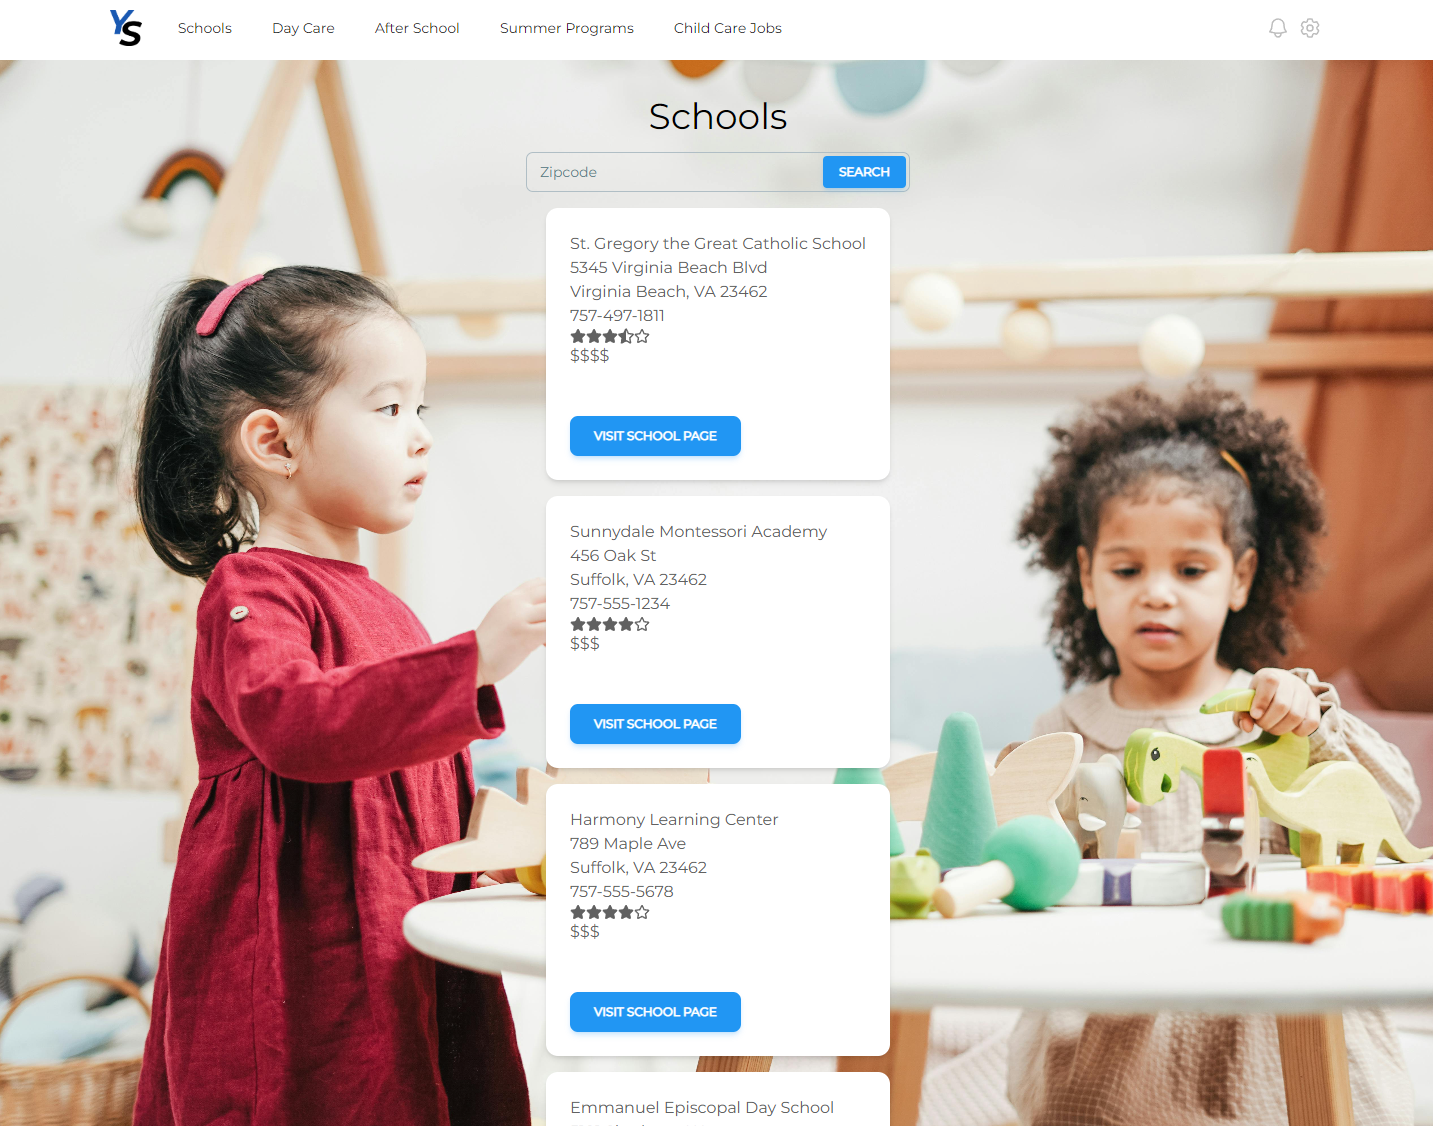 YS
Schools
Day Care
After School
Summer Programs
Child Care Jobs
Schools
Zipcode
SEARCH
St. Gregory the Great Catholic School
5345 Virginia Beach Blvd
Virginia Beach, VA 23462
757-497-1811
$$$$
VISIT SCHOOL PAGE
Sunnydale Montessori Academy
456 Oak St
Suffolk, VA 23462
757-555-1234
$$$
VISIT SCHOOL PAGE
Harmony Learning Center
789 Maple Ave
Suffolk, VA 23462
757-555-5678
$$$
VISIT SCHOOL PAGE
Emmanuel Episcopal Day School